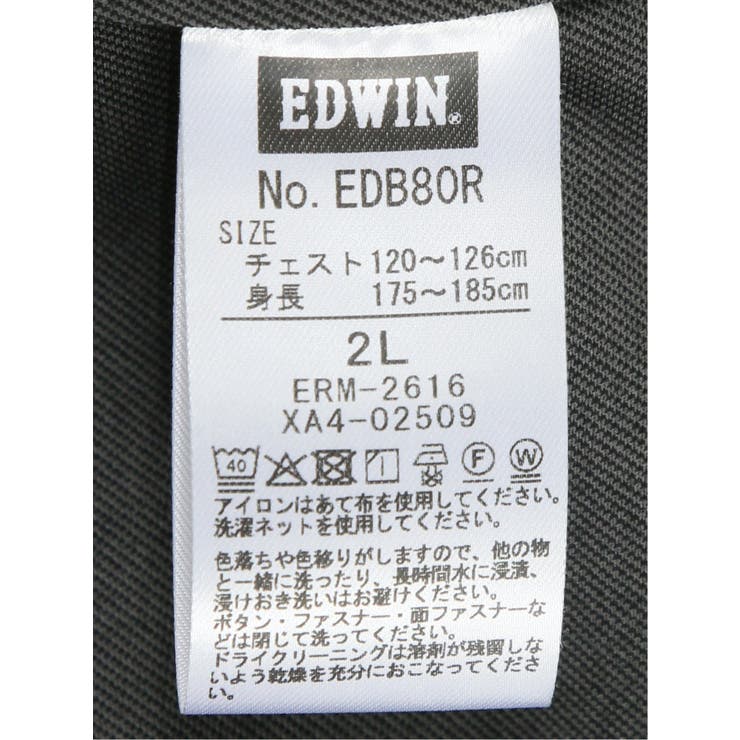 EDWIN®
No. EDB80R
SIZE
チェスト 120～126cm
身長 175～185cm
2L
ERM-2616
XA4-02509
40 F W
アイロンはあて布を使用してください。
洗濯ネットを使用してください。
色落ちや色移りがしますので、他の物
と一緒に洗ったり、長時間水に浸漬、
浸けおき洗いはお避けください。
ボタン・ファスナー・面ファスナーな
どは閉じて洗ってください。
ドライクリーニングは溶剤が残留しな
いよう乾燥を充分におこなってください。